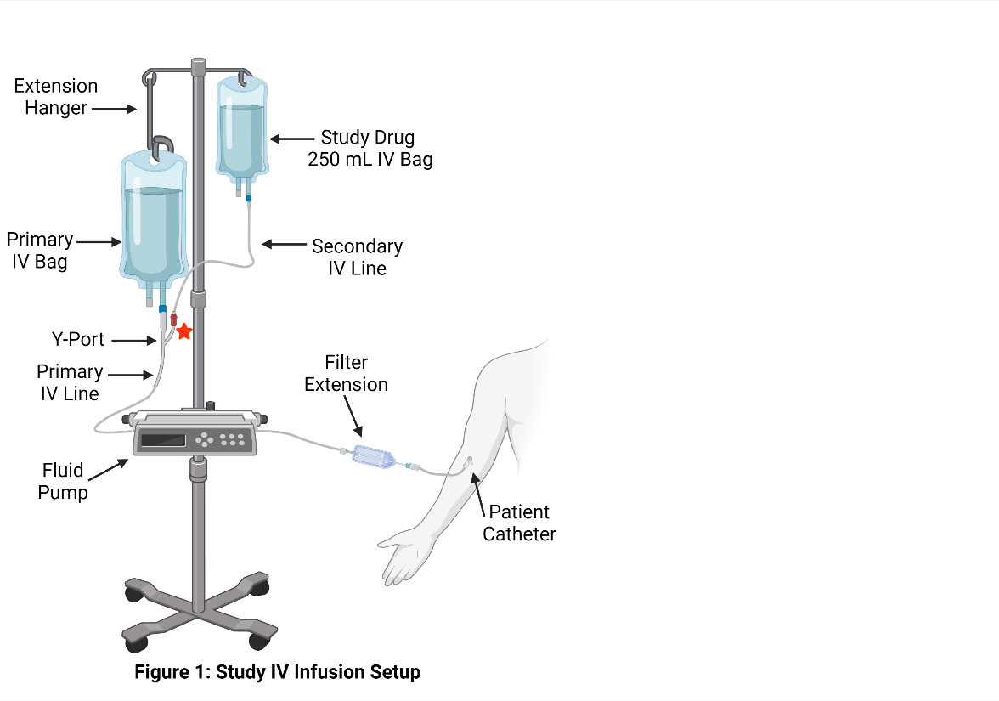 Extension
Hanger
Study Drug
250 mL IV Bag
Primary
IV Bag
Secondary
IV Line
Y-Port
Primary
IV Line
Filter
Extension
Fluid
Pump
Patient
Catheter
Figure 1: Study IV Infusion Setup